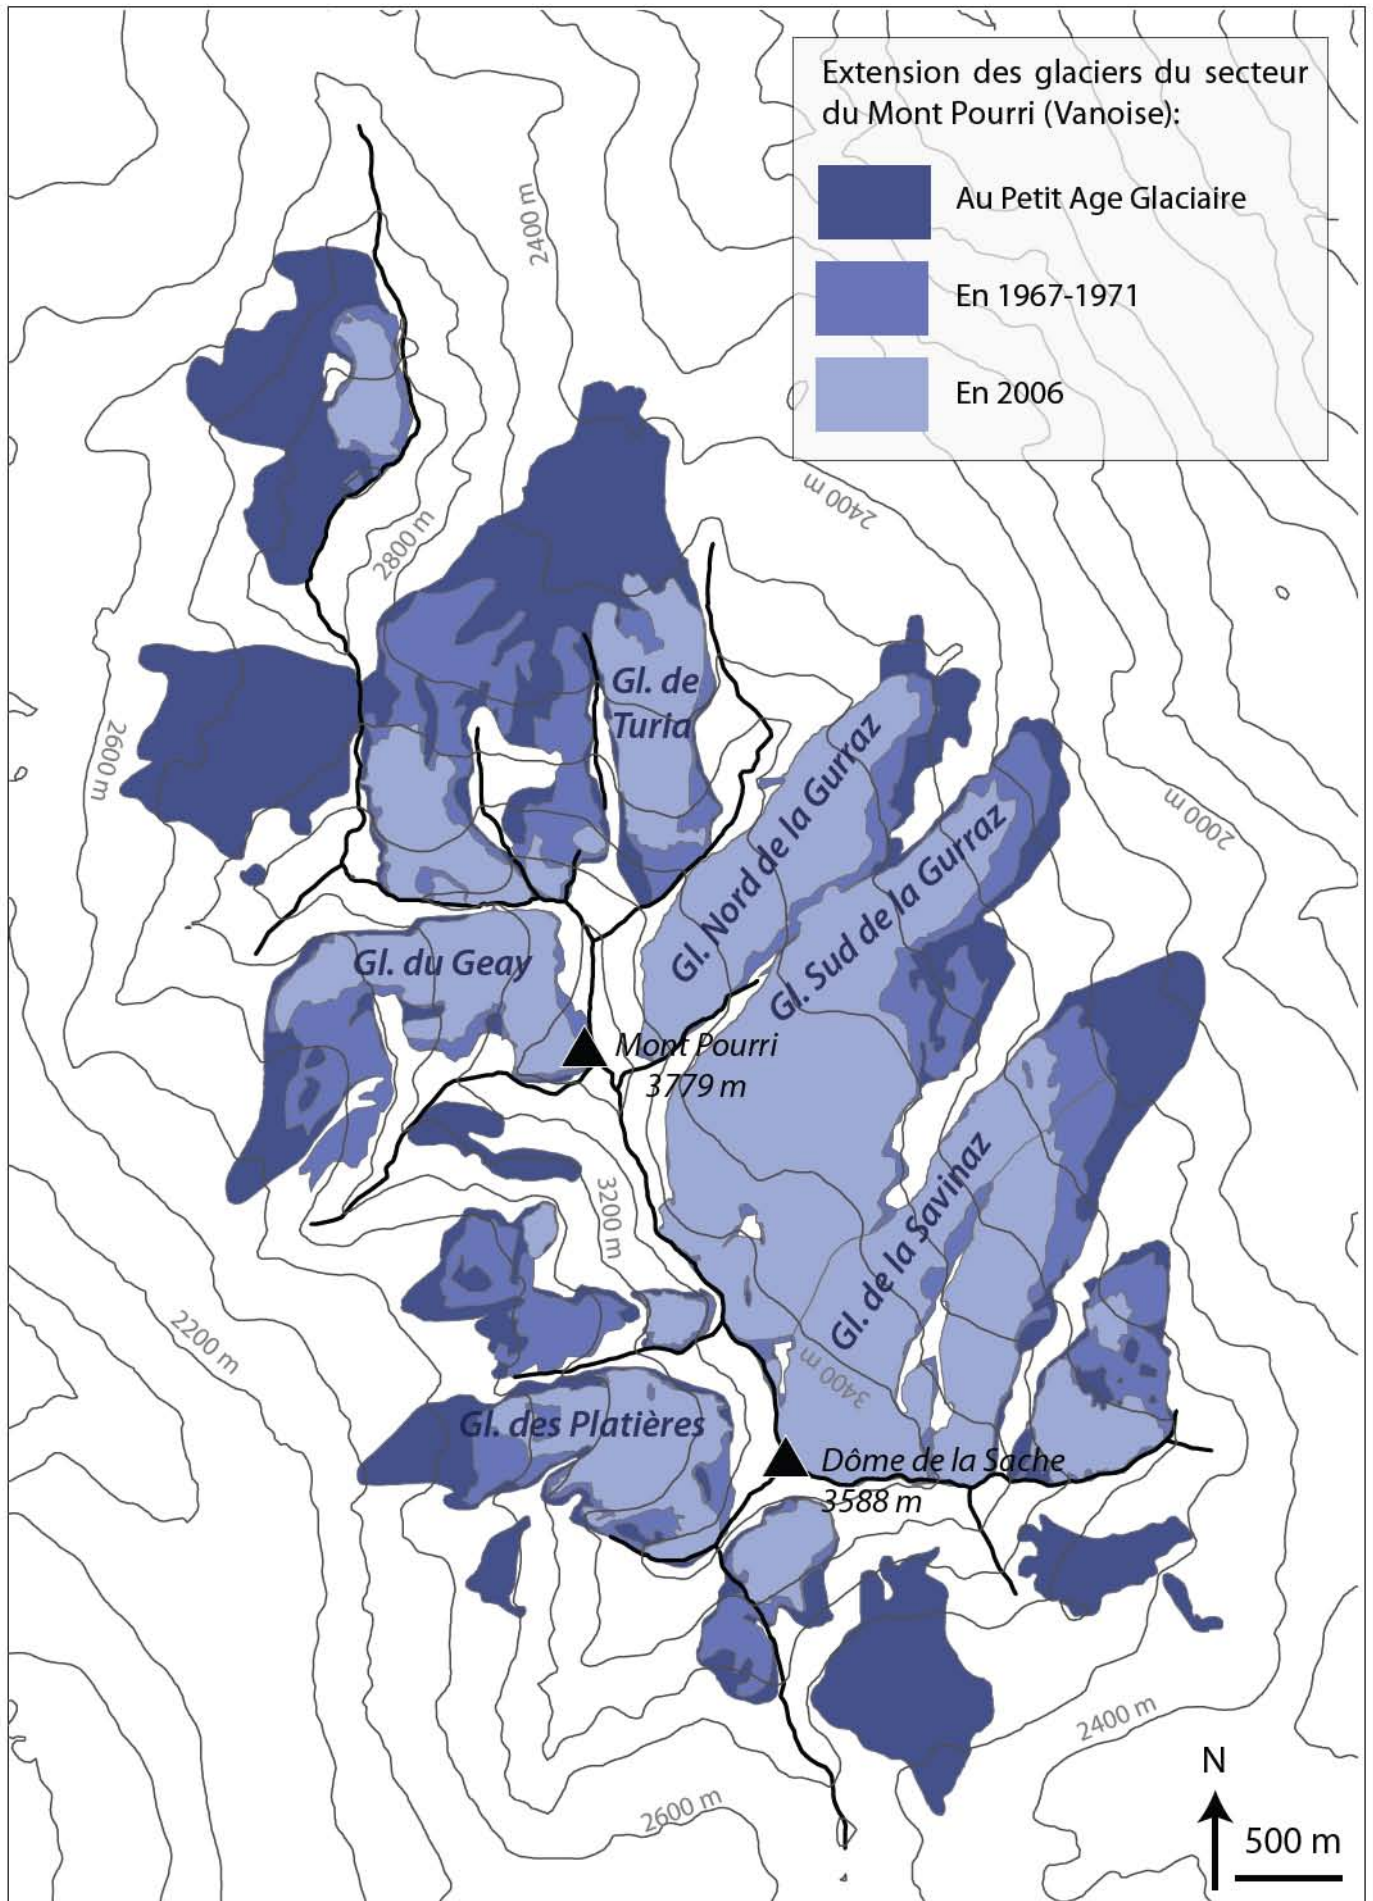 Extension des glaciers du secteur
du Mont Pourri (Vanoise):
Au Petit Age Glaciaire
En 1967-1971
En 2006
2400 m
2400 m
2800 m
Gl. de
Turia
2600 m
2000 m
Gl. Nord de la Gurraz
Gl. Sud de la Gurraz
Gl. du Geay
Mont Pourri
3779 m
3200 m
Gl. de la Savinaz
2200 m
3400 m
Gl. des Platières
Dôme de la Sache
3588 m
2400 m
2600 m
N
500 m